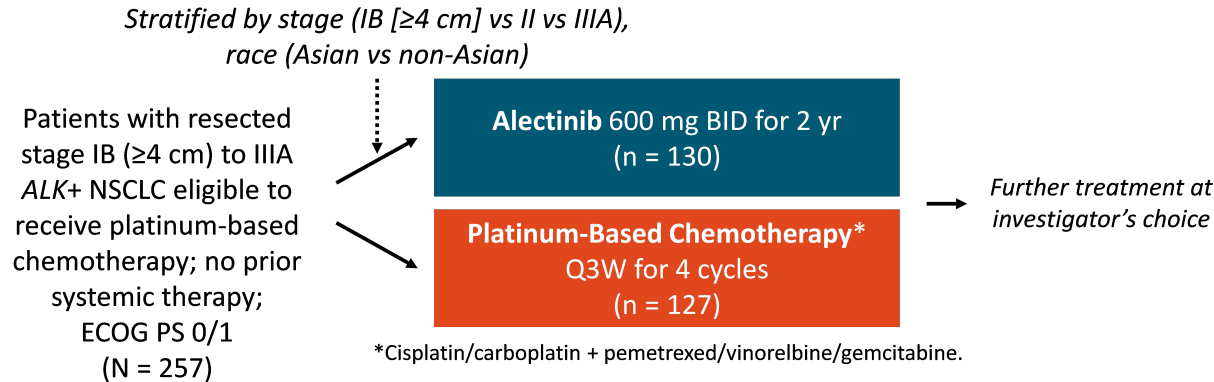 Stratified by stage (IB [≥4 cm] vs II vs IIIA),
race (Asian vs non-Asian)
Patients with resected
stage IB (≥4 cm) to IIIA
ALK+ NSCLC eligible to
receive platinum-based
chemotherapy; no prior
systemic therapy;
ECOG PS 0/1
(N = 257)
Alectinib 600 mg BID for 2 yr
(n = 130)
Platinum-Based Chemotherapy*
Q3W for 4 cycles
(n = 127)
Further treatment at
investigator’s choice
*Cisplatin/carboplatin + pemetrexed/vinorelbine/gemcitabine.